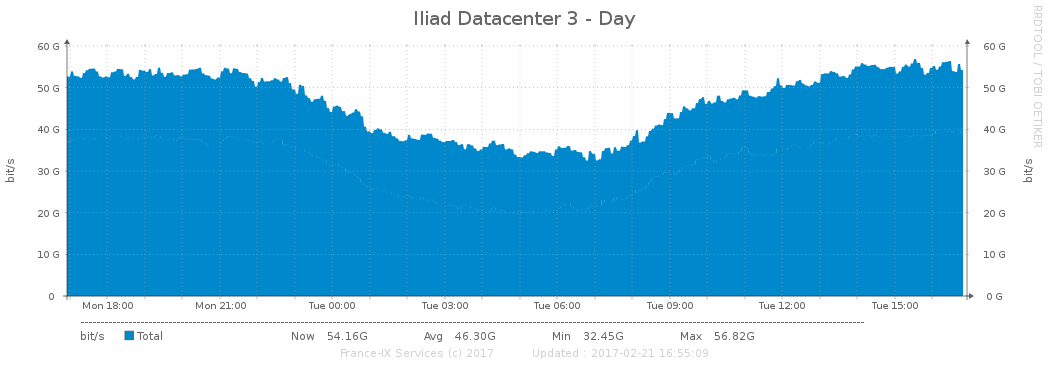 Iliad Datacenter 3 - Day
RRDTOOL / TOBI OETIKER
60 G 60 G
50 G 50 G
40 G 40 G
30 G 30 G
20 G 20 G
10 G 10 G
0 0 G
bit/s bit/s
Mon 18:00 Mon 21:00 Tue 00:00 Tue 03:00 Tue 06:00 Tue 09:00 Tue 12:00 Tue 15:00
bit/s Total Now 54.16G Avg 46.30G Min 32.45G Max 56.82G
France-IX Services (c) 2017 Updated : 2017-02-21 16:55:09